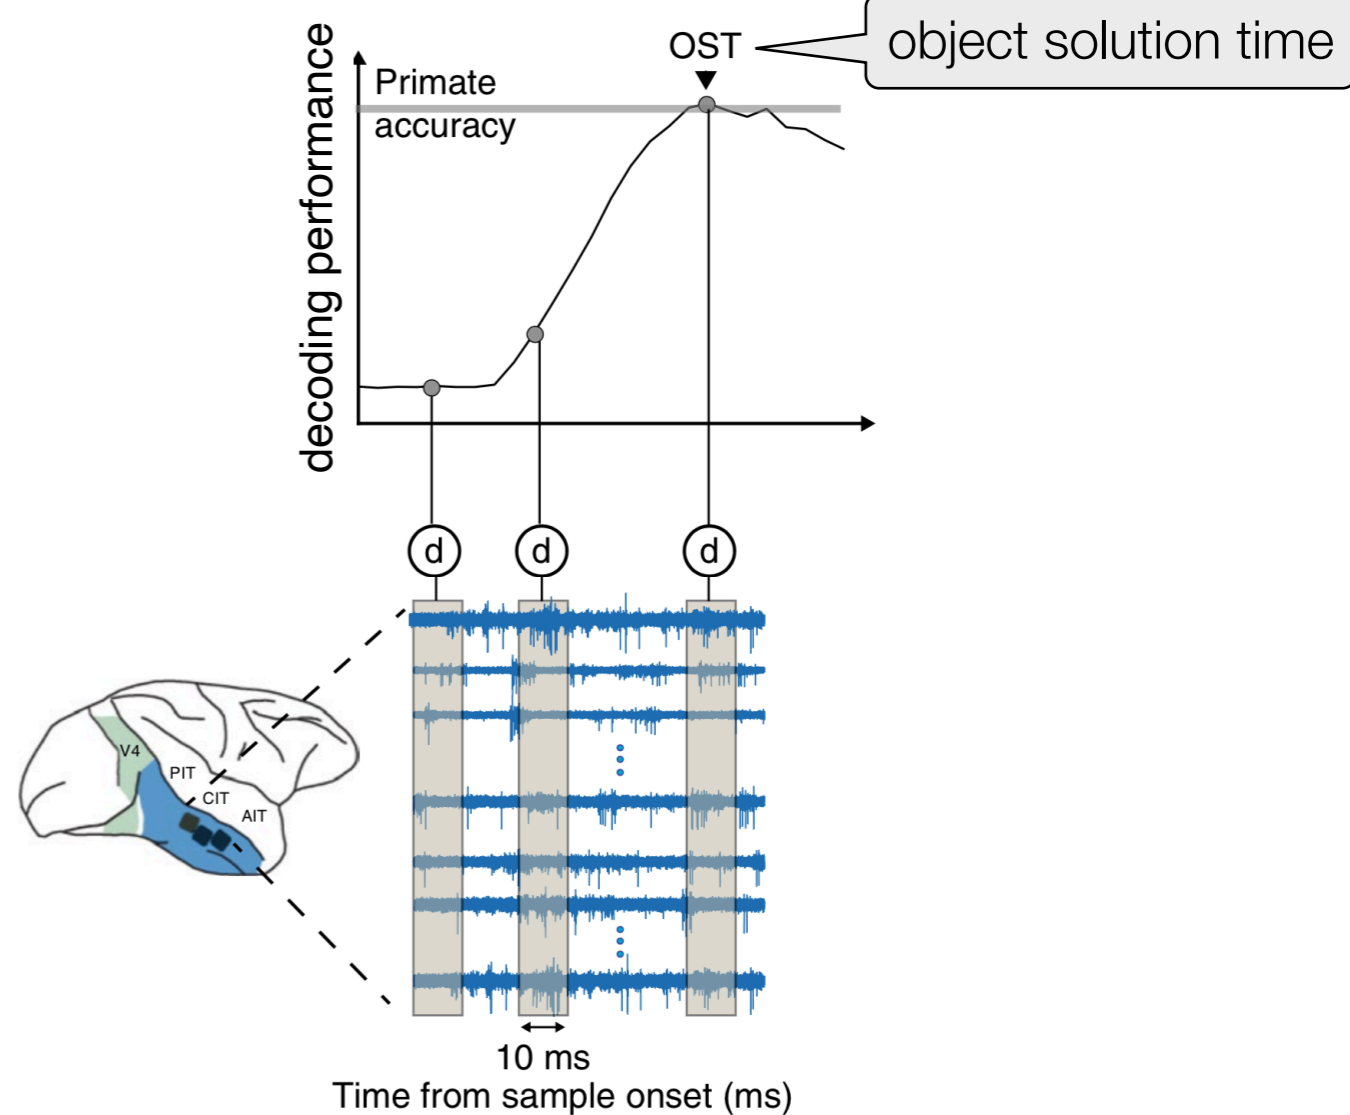 object solution time
OST
Primate
accuracy
decoding performance
d d d
V4
PIT
CIT
AIT
10 ms
Time from sample onset (ms)